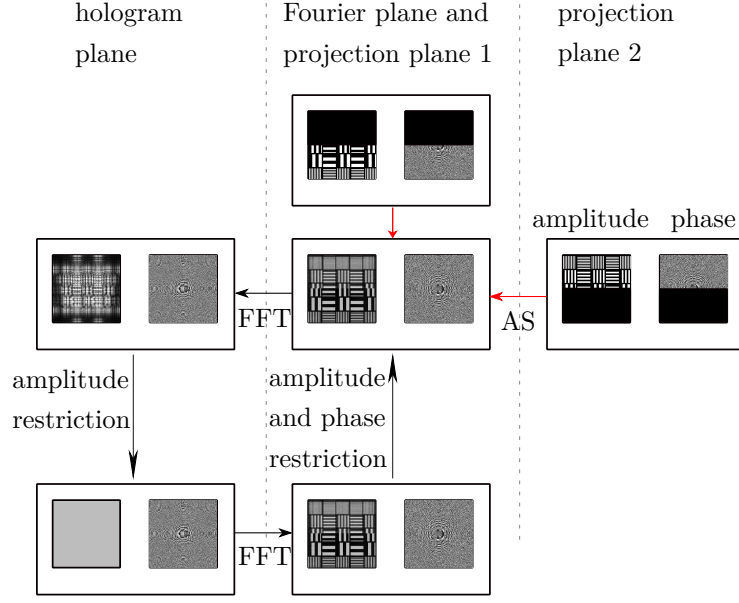 hologram
plane
Fourier plane and
projection plane 1
projection
plane 2
amplitude phase
FFT
AS
amplitude
restriction
amplitude
and phase
restriction
FFT